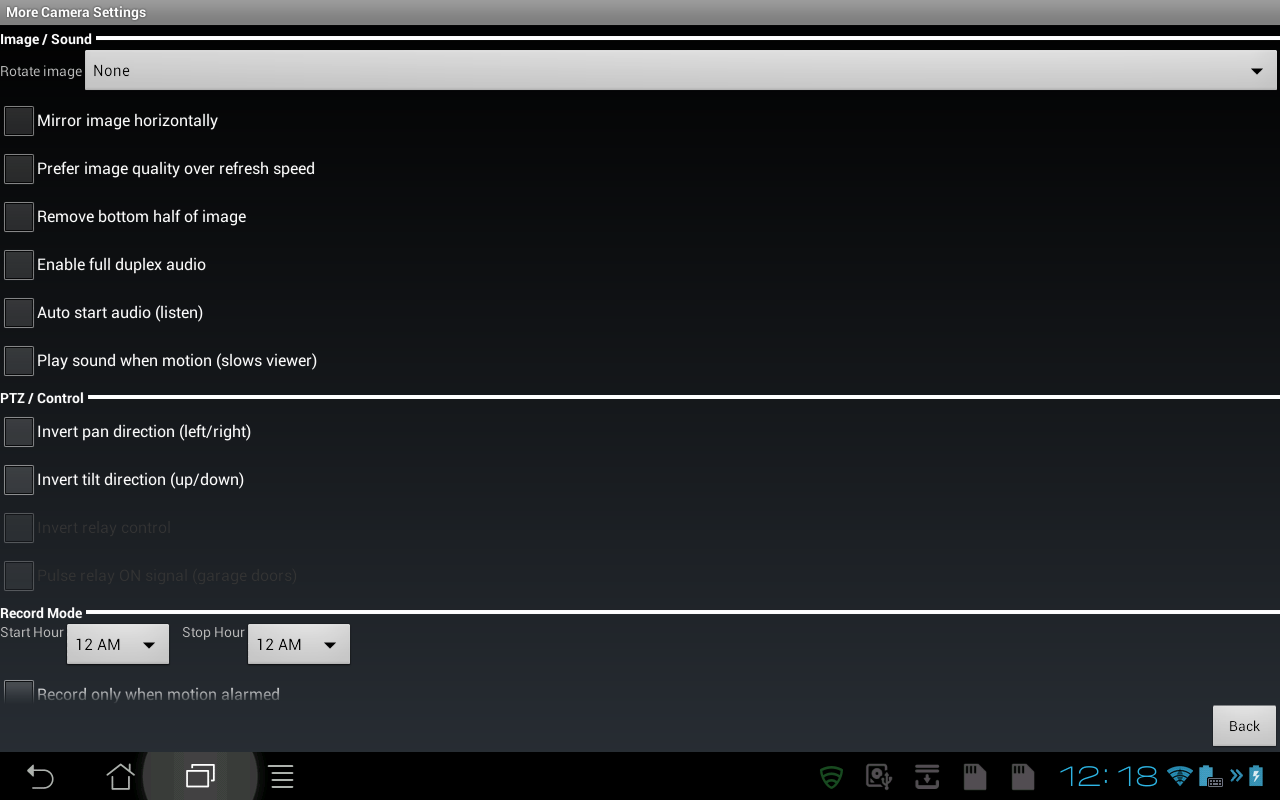 More Camera Settings
Image / Sound
Rotate image None
Mirror image horizontally
Prefer image quality over refresh speed
Remove bottom half of image
Enable full duplex audio
Auto start audio (listen)
Play sound when motion (slows viewer)
PTZ / Control
Invert pan direction (left/right)
Invert tilt direction (up/down)
Invert relay control
Pulse relay ON signal (garage doors)
Record Mode
Start Hour 12 AM Stop Hour 12 AM
Record only when motion alarmed
Back
12:18